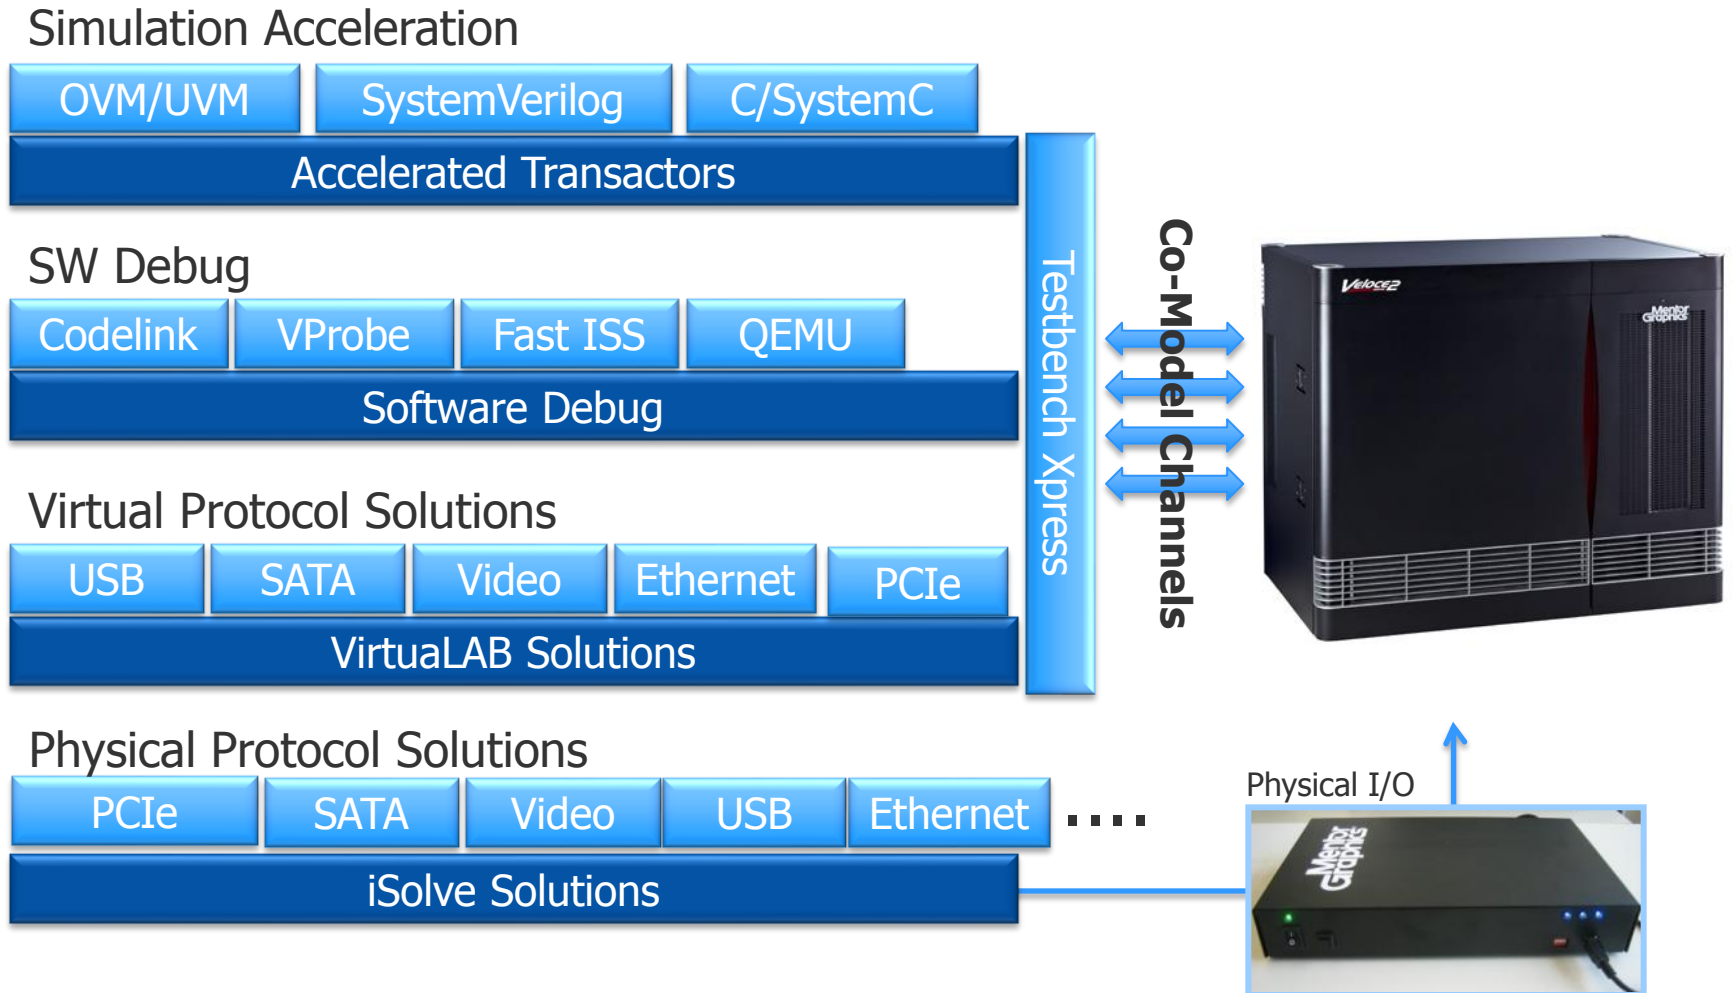 Simulation Acceleration
OVM/UVM SystemVerilog C/SystemC
Accelerated Transactors
SW Debug
Codelink VProbe Fast ISS QEMU
Software Debug
Virtual Protocol Solutions
USB SATA Video Ethernet PCIe
VirtuaLAB Solutions
Testbench Xpress
Co-Model Channels
Veloce2
Mentor
Graphics
Physical Protocol Solutions
PCIe SATA Video USB Ethernet ....
iSolve Solutions
Physical I/O
Mentor
Graphics